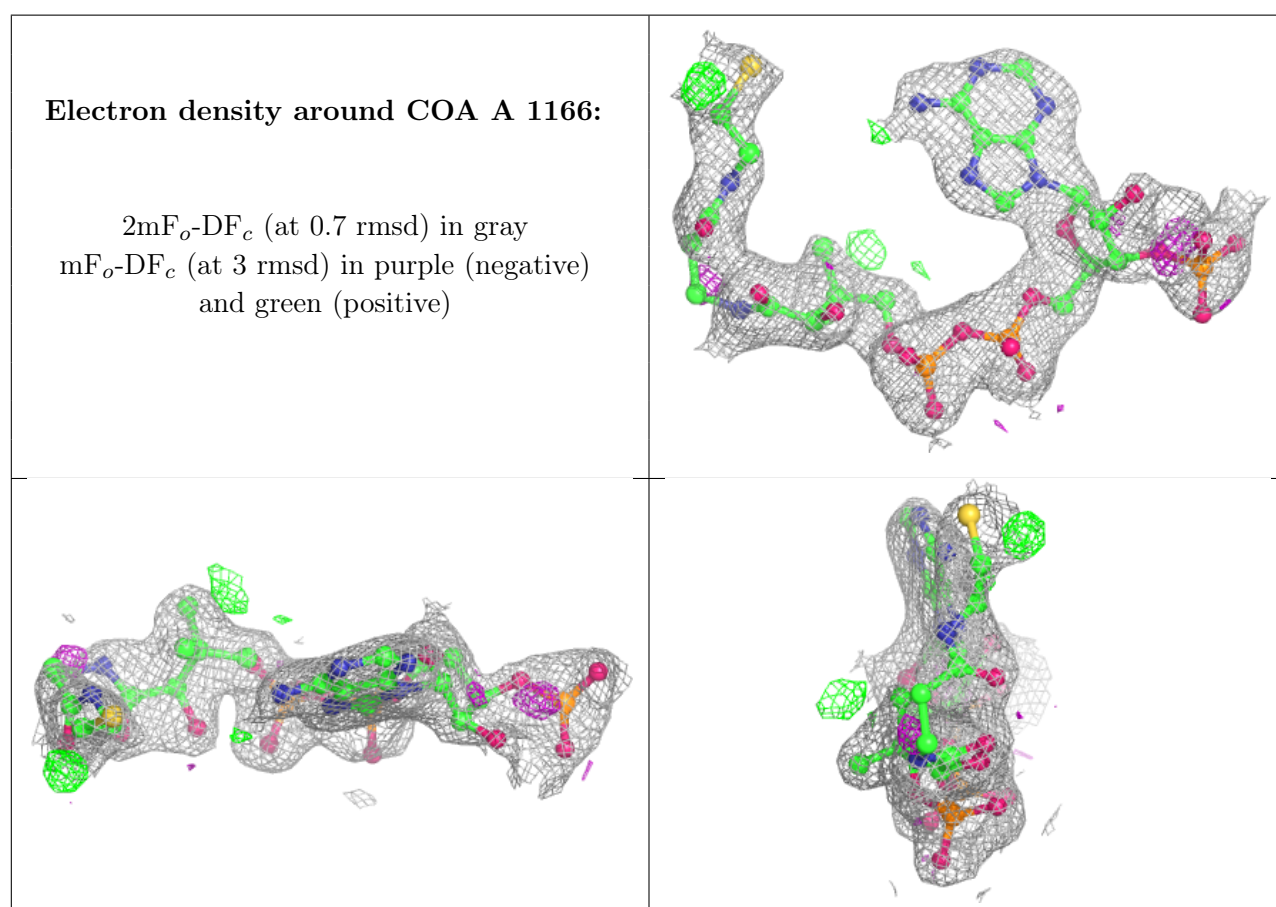 Electron density around COA A 1166:
2mFo-DFc (at 0.7 rmsd) in gray
mFo-DFc (at 3 rmsd) in purple (negative)
and green (positive)